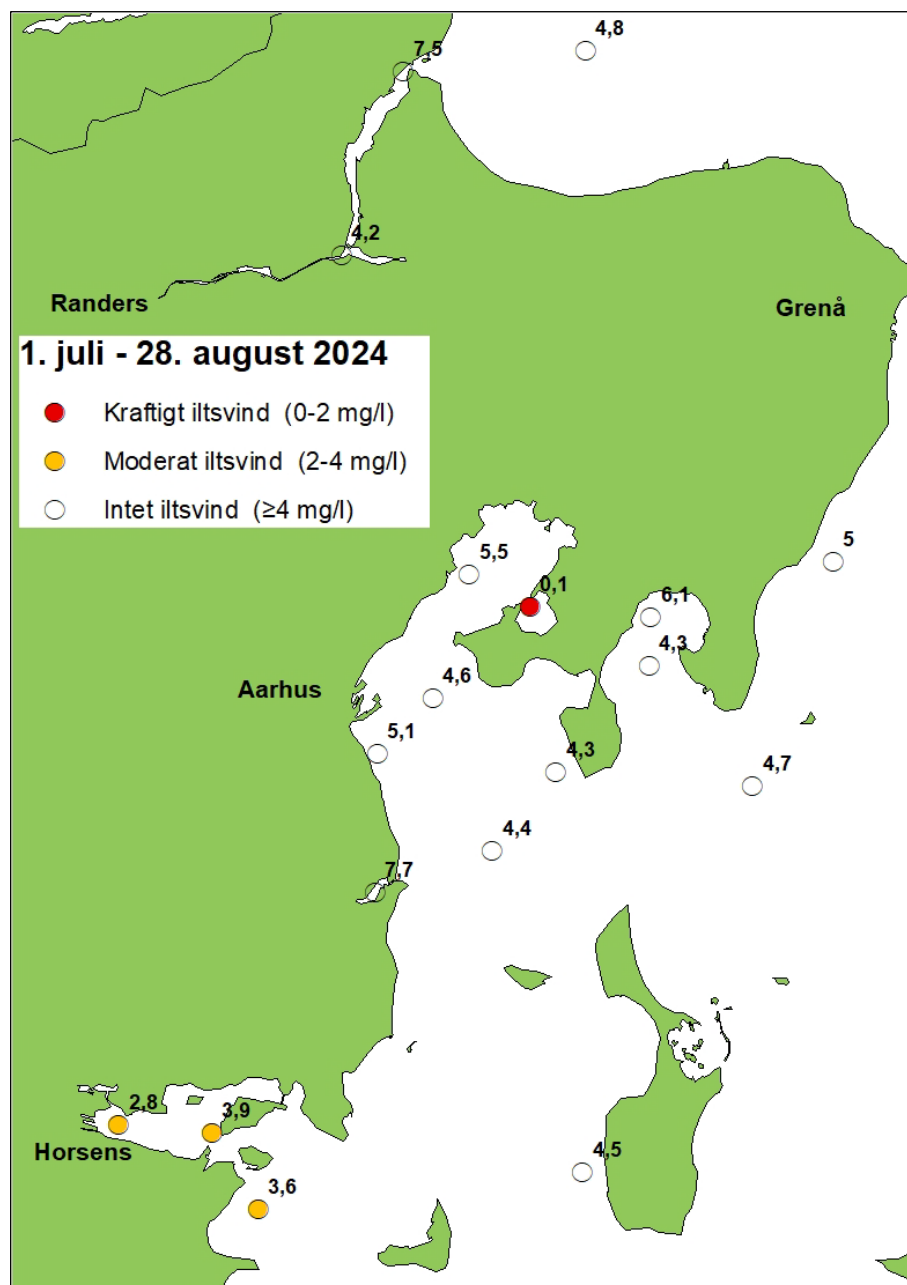 4,8
7,5
4,2
Randers
Grenå
1. juli - 28. august 2024
Kraftigt iltsvind (0-2 mg/l)
Moderat iltsvind (2-4 mg/l)
Intet iltsvind (≥4 mg/l)
5
5,5
0,1
6,1
4,3
Aarhus
4,6
5,1
4,3
4,7
4,4
7,7
2,8
3,9
Horsens
4,5
3,6